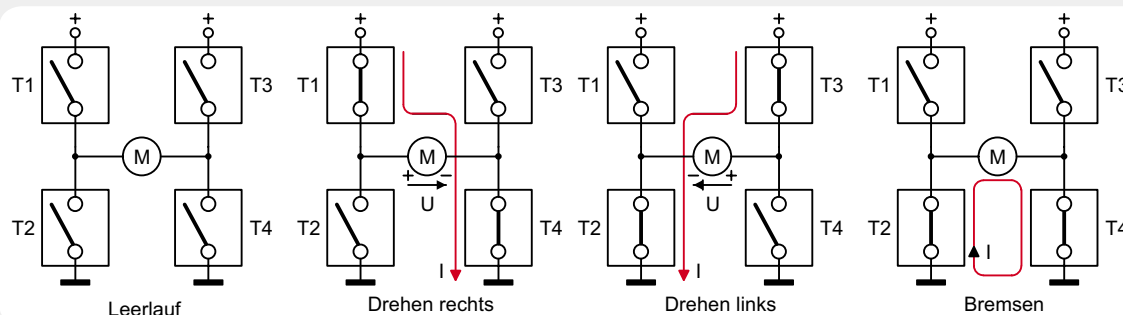 + + + + + + + +
T1 T3 T1 T3 T1 T3 T1 T3
M M M M
+ − − +
U U
T2 T4 T2 T2 T4 T2 T4
I I I
Leerlauf Drehen rechts Drehen links Bremsen